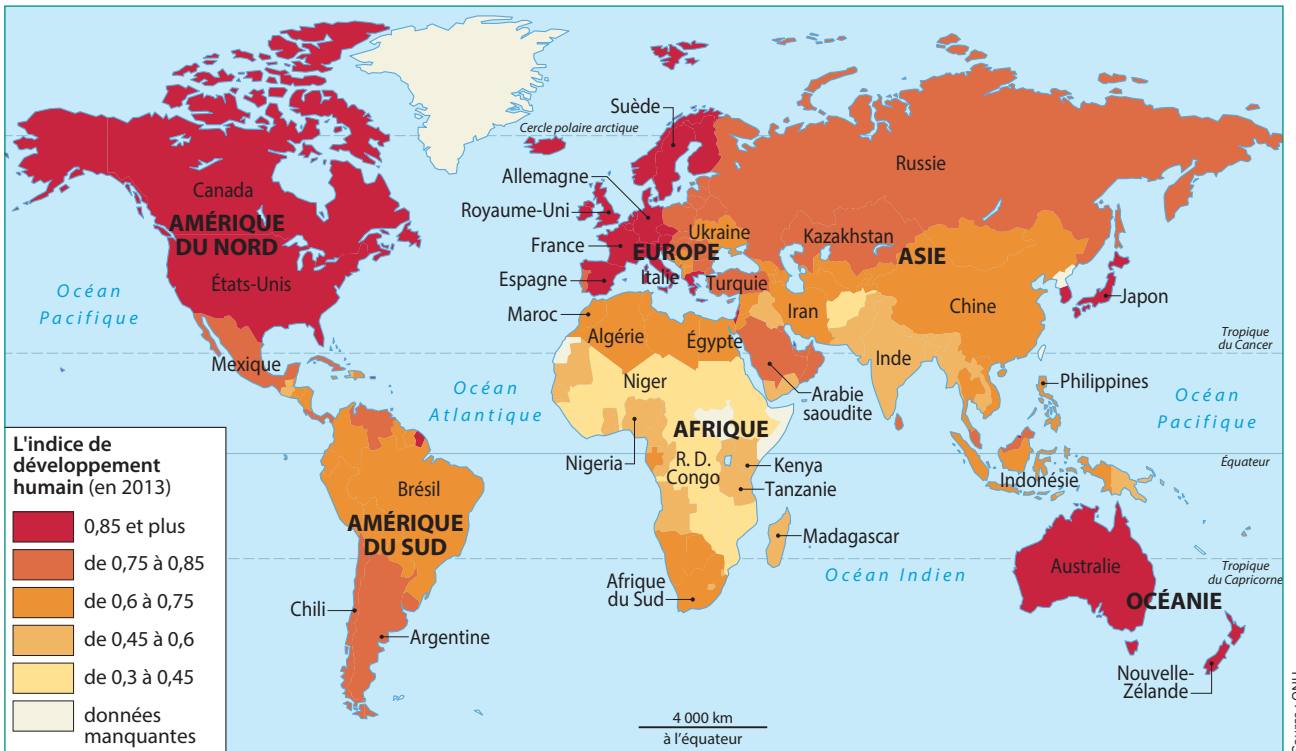 Suède
Cercle polaire arctique
Russie
Allemagne
Canada
Royaume-Uni
AMÉRIQUE
DU NORD
Ukraine
Kazakhstan
France
EUROPE
ASIE
Espagne
Italie
Turquie
États-Unis
Océan
Pacifique
Iran
Chine
Japon
Maroc
Algérie
Égypte
Tropique
du Cancer
Mexique
Inde
Niger
Philippines
Océan
Atlantique
Arabie
saoudite
Océan
Pacifique
AFRIQUE
Nigeria
R. D.
Congo
Kenya
Équateur
Indonésie
Tanzanie
Brésil
AMÉRIQUE
DU SUD
Madagascar
Océan Indien
Australie
Tropique
du Capricorne
Afrique
du Sud
OCÉANIE
Chili
Argentine
Nouvelle-
Zélande
L'indice de
développement
humain (en 2013)
0,85 et plus
de 0,75 à 0,85
de 0,6 à 0,75
de 0,45 à 0,6
de 0,3 à 0,45
données
manquantes
4 000 km
à l'équateur
Source : ONU